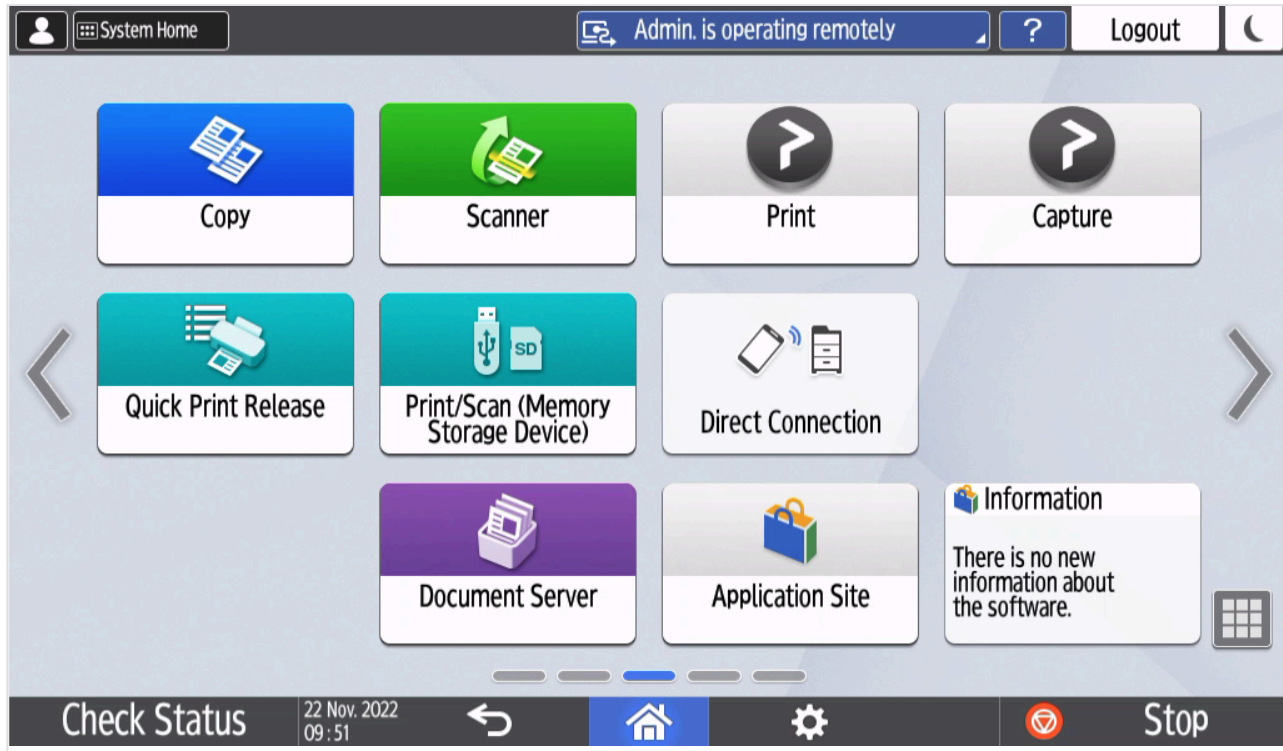 System Home
Admin. is operating remotely
?
Logout
Copy
Scanner
Print
Capture
Quick Print Release
SD
Print/Scan (Memory
Storage Device)
Direct Connection
Document Server
Application Site
Information
There is no new
information about
the software.
Check Status
22 Nov. 2022
09:51
Stop